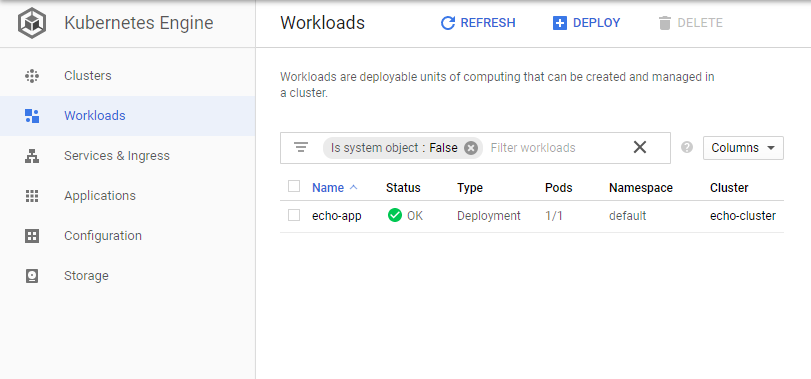 Kubernetes Engine
Workloads
REFRESH
DEPLOY
DELETE
Clusters
Workloads
Services & Ingress
Applications
Configuration
Storage
Workloads are deployable units of computing that can be created and managed in
a cluster.
Is system object : False Filter workloads
Columns
Name Status Type Pods Namespace Cluster
echo-app OK Deployment 1/1 default echo-cluster